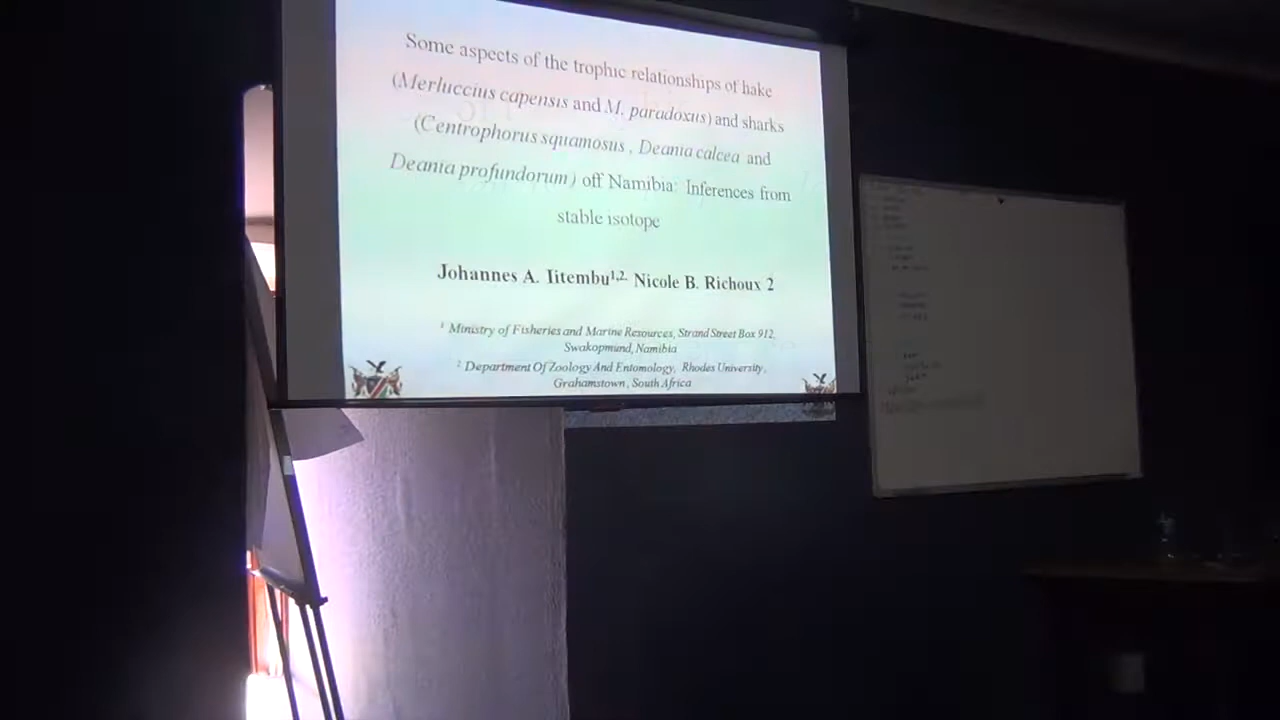 Some aspects of the trophic relationships of hake
(Merluccius capensis and M. paradoxus) and sharks
(Centrophorus squamosus , Deania calcea and
Deania profundorum) off Namibia: Inferences from
stable isotope
Johannes A. Iitembu1,2. Nicole B. Richoux 2
1 Ministry of Fisheries and Marine Resources, Strand Street Box 912,
Swakopmund, Namibia
2 Department Of Zoology And Entomology, Rhodes University,
Grahamstown, South Africa